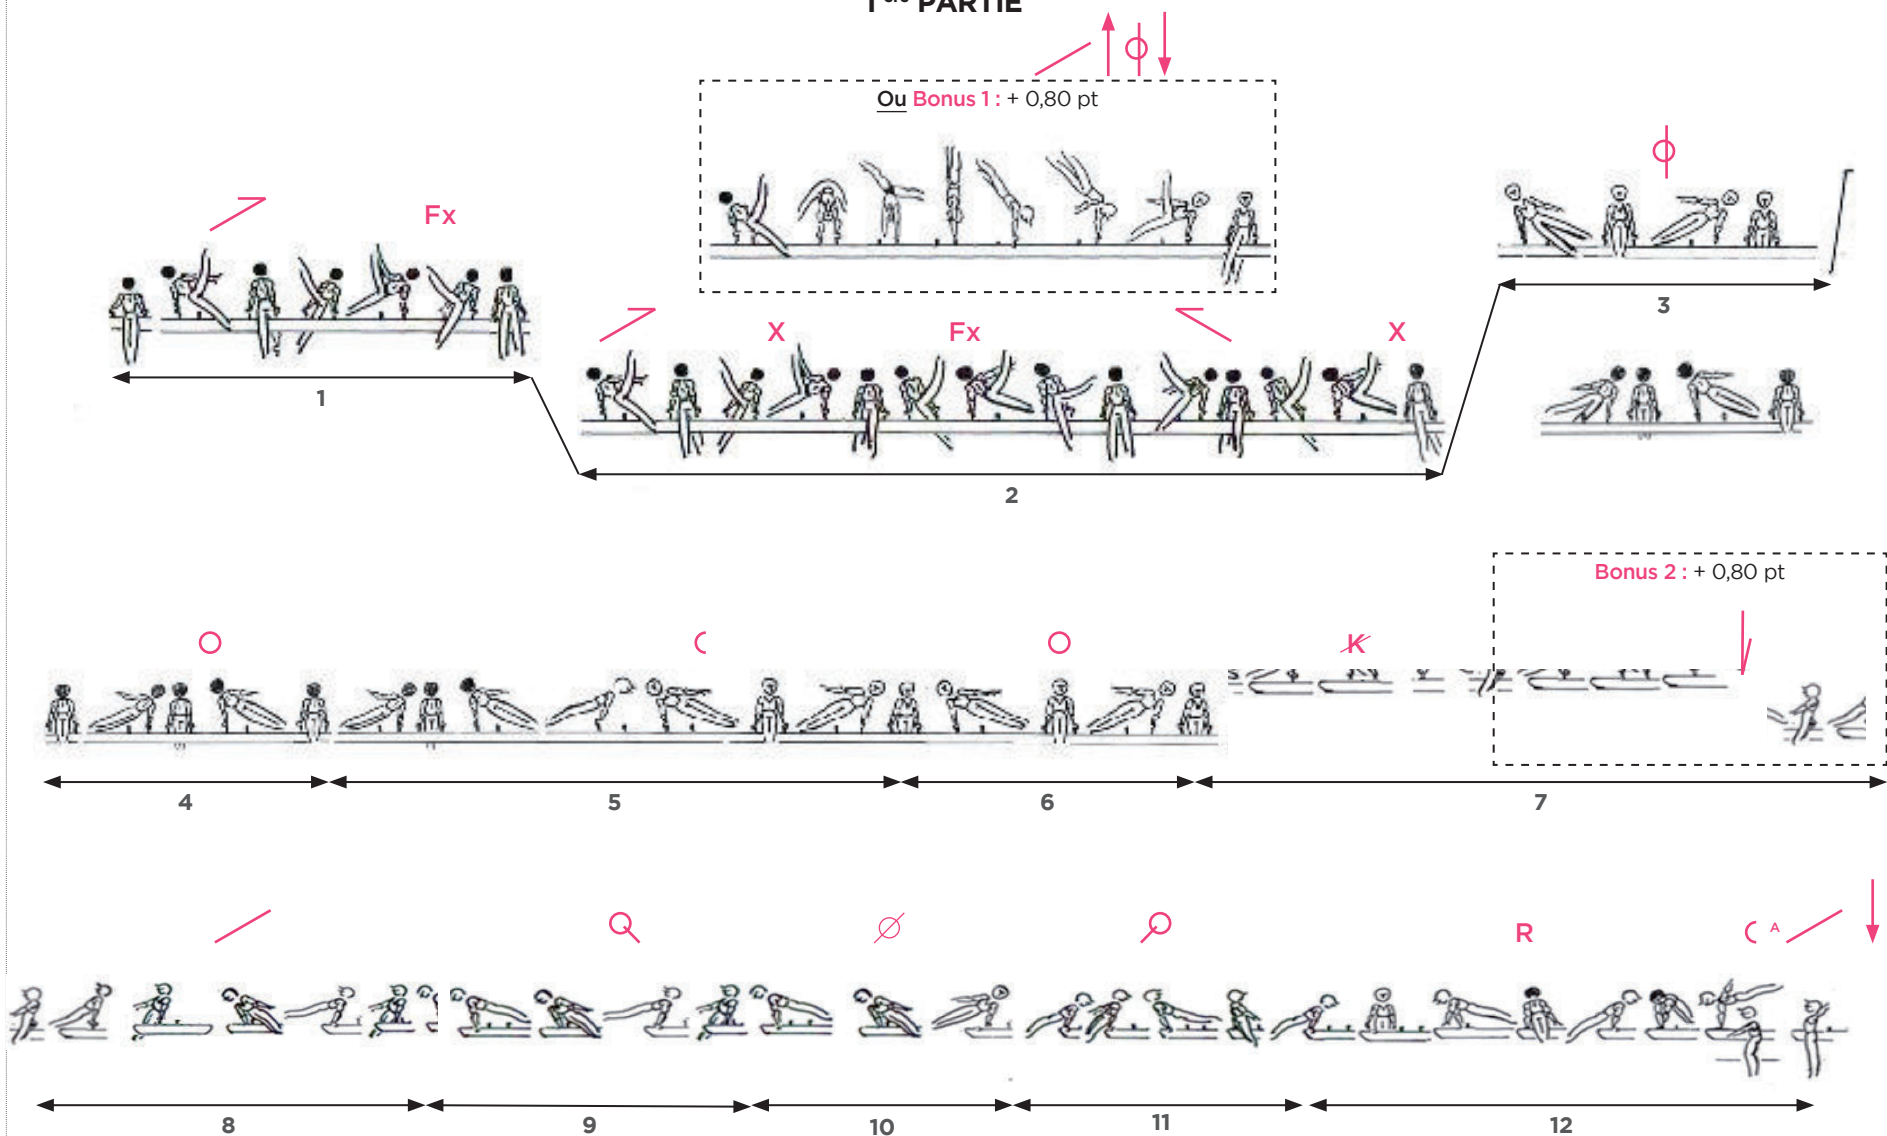 1ère PARTIE
Ou Bonus 1 : + 0,80 pt
Fx
1
X
Fx
X
2
3
K
Bonus 2 : + 0,80 pt
4
5
6
7
R
A
8
9
10
11
12